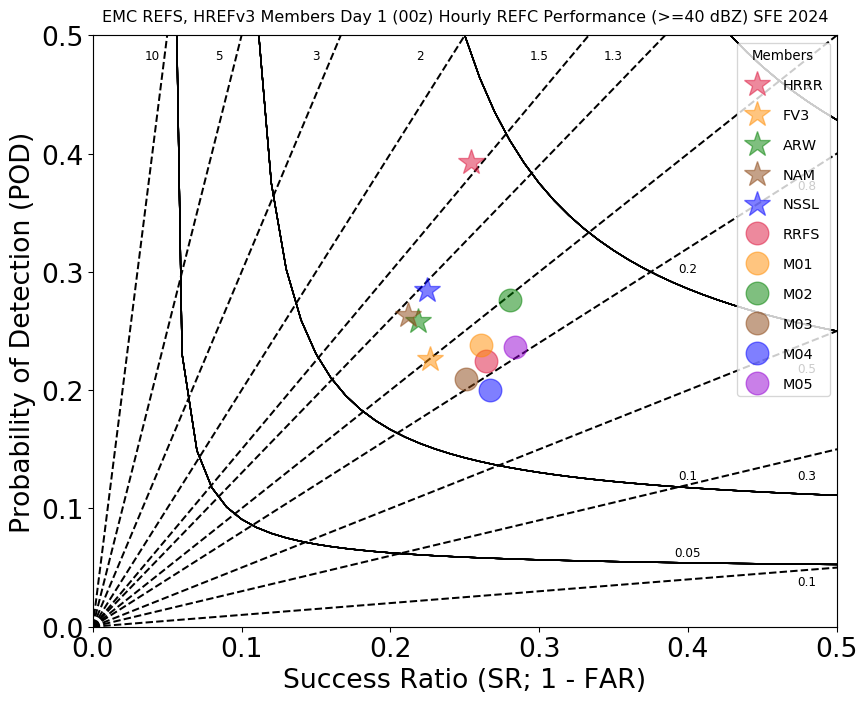 EMC REFS, HREFv3 Members Day 1 (00z) Hourly REFC Performance (>=40 dBZ) SFE 2024
Probability of Detection (POD)
0.5
0.4
0.3
0.2
0.1
0.0
10
5
3
2
1.5
1.3
0.8
0.5
0.3
0.1
0.2
0.1
0.05
Members
HRRR
FV3
ARW
NAM
NSSL
RRFS
M01
M02
M03
M04
M05
0.0
0.1
0.2
0.3
0.4
0.5
Success Ratio (SR; 1 - FAR)